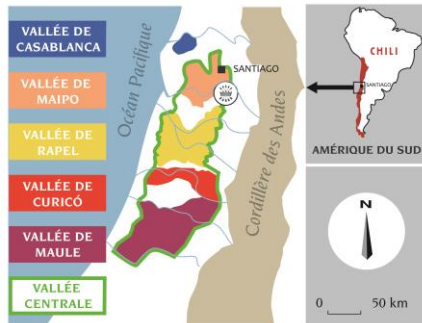 VALLÉE DE
CASABLANCA
VALLÉE DE
MAIPO
VALLÉE DE
RAPEL
VALLÉE DE
CURICÓ
VALLÉE DE
MAULE
VALLÉE
CENTRALE
Océan Pacifique
SANTIAGO
Cordillère des Andes
CHILI
SANTIAGO
AMÉRIQUE DU SUD
N
0 50 km